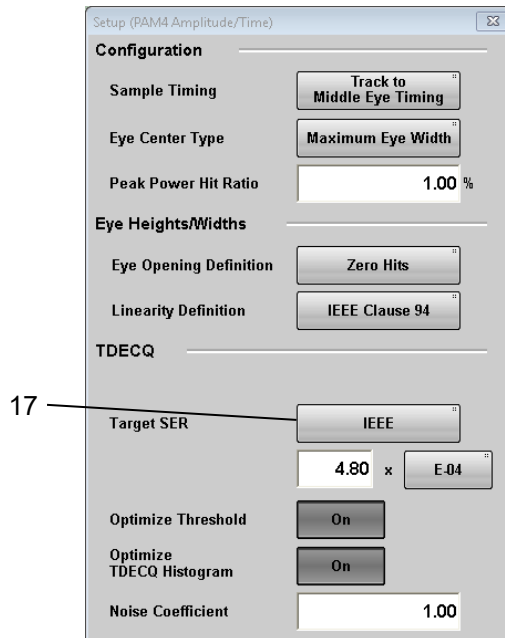 Setup (PAM4 Amplitude/Time)
Configuration
Sample Timing
Track to
Middle Eye Timing
Eye Center Type
Maximum Eye Width
Peak Power Hit Ratio
1.00 %
Eye Heights/Widths
Eye Opening Definition
Zero Hits
Linearity Definition
IEEE Clause 94
TDECQ
17
Target SER
IEEE
4.80 x E-04
Optimize Threshold
On
Optimize
TDECQ Histogram
On
Noise Coefficient
1.00